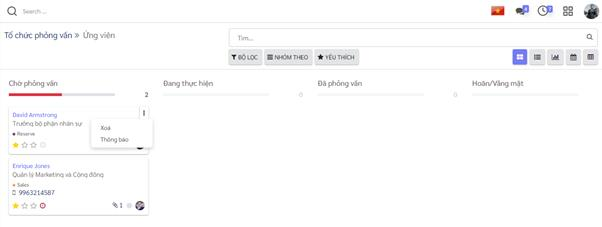 Search ...
4
7
Tổ chức phỏng vấn » Ứng viên
Tìm...
BỘ LỌC
NHÓM THEO
YÊU THÍCH
Chờ phỏng vấn
2
Đang thực hiện
0
Đã phỏng vấn
0
Hoãn/Vắng mặt
David Armstrong
Trưởng bộ phận nhân sự
Reserve
Xoá
Thông báo
Enrique Jones
Quản lý Marketing và Cộng đồng
Sales
9963214587
1